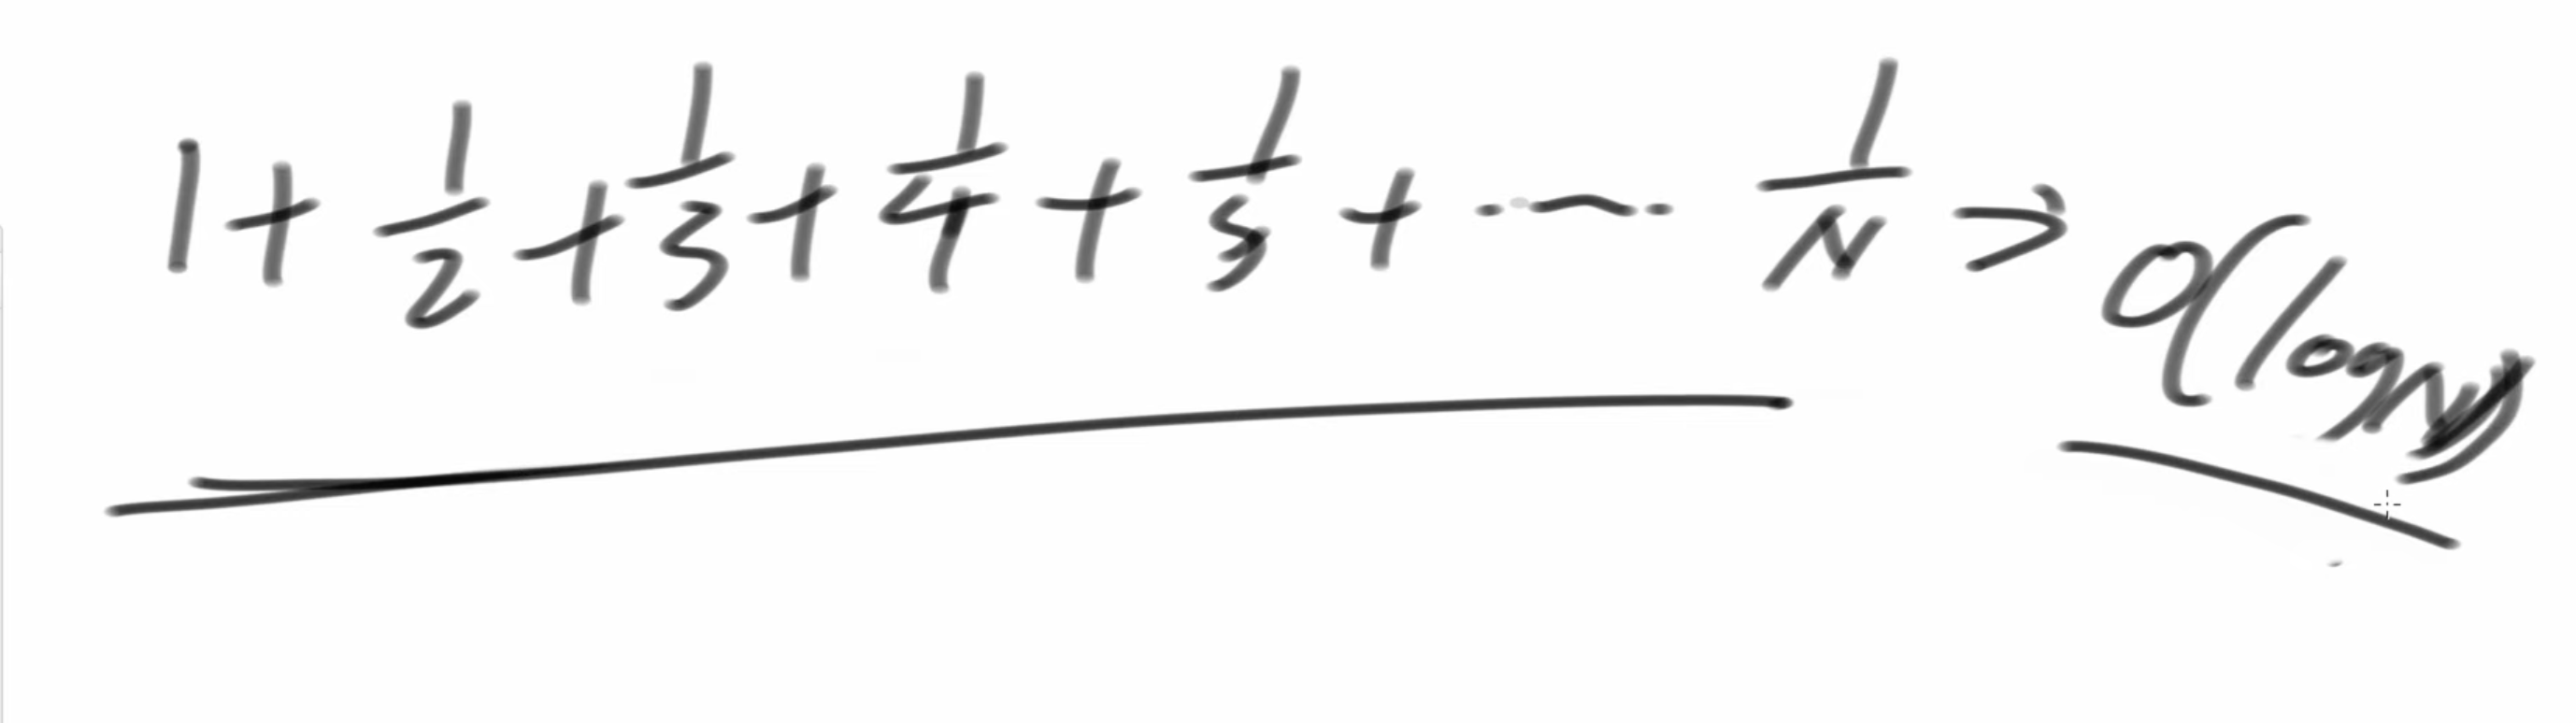 1 + 1/2 + 1/3 + 1/4 + 1/5 + ...... 1/N => O(logN)